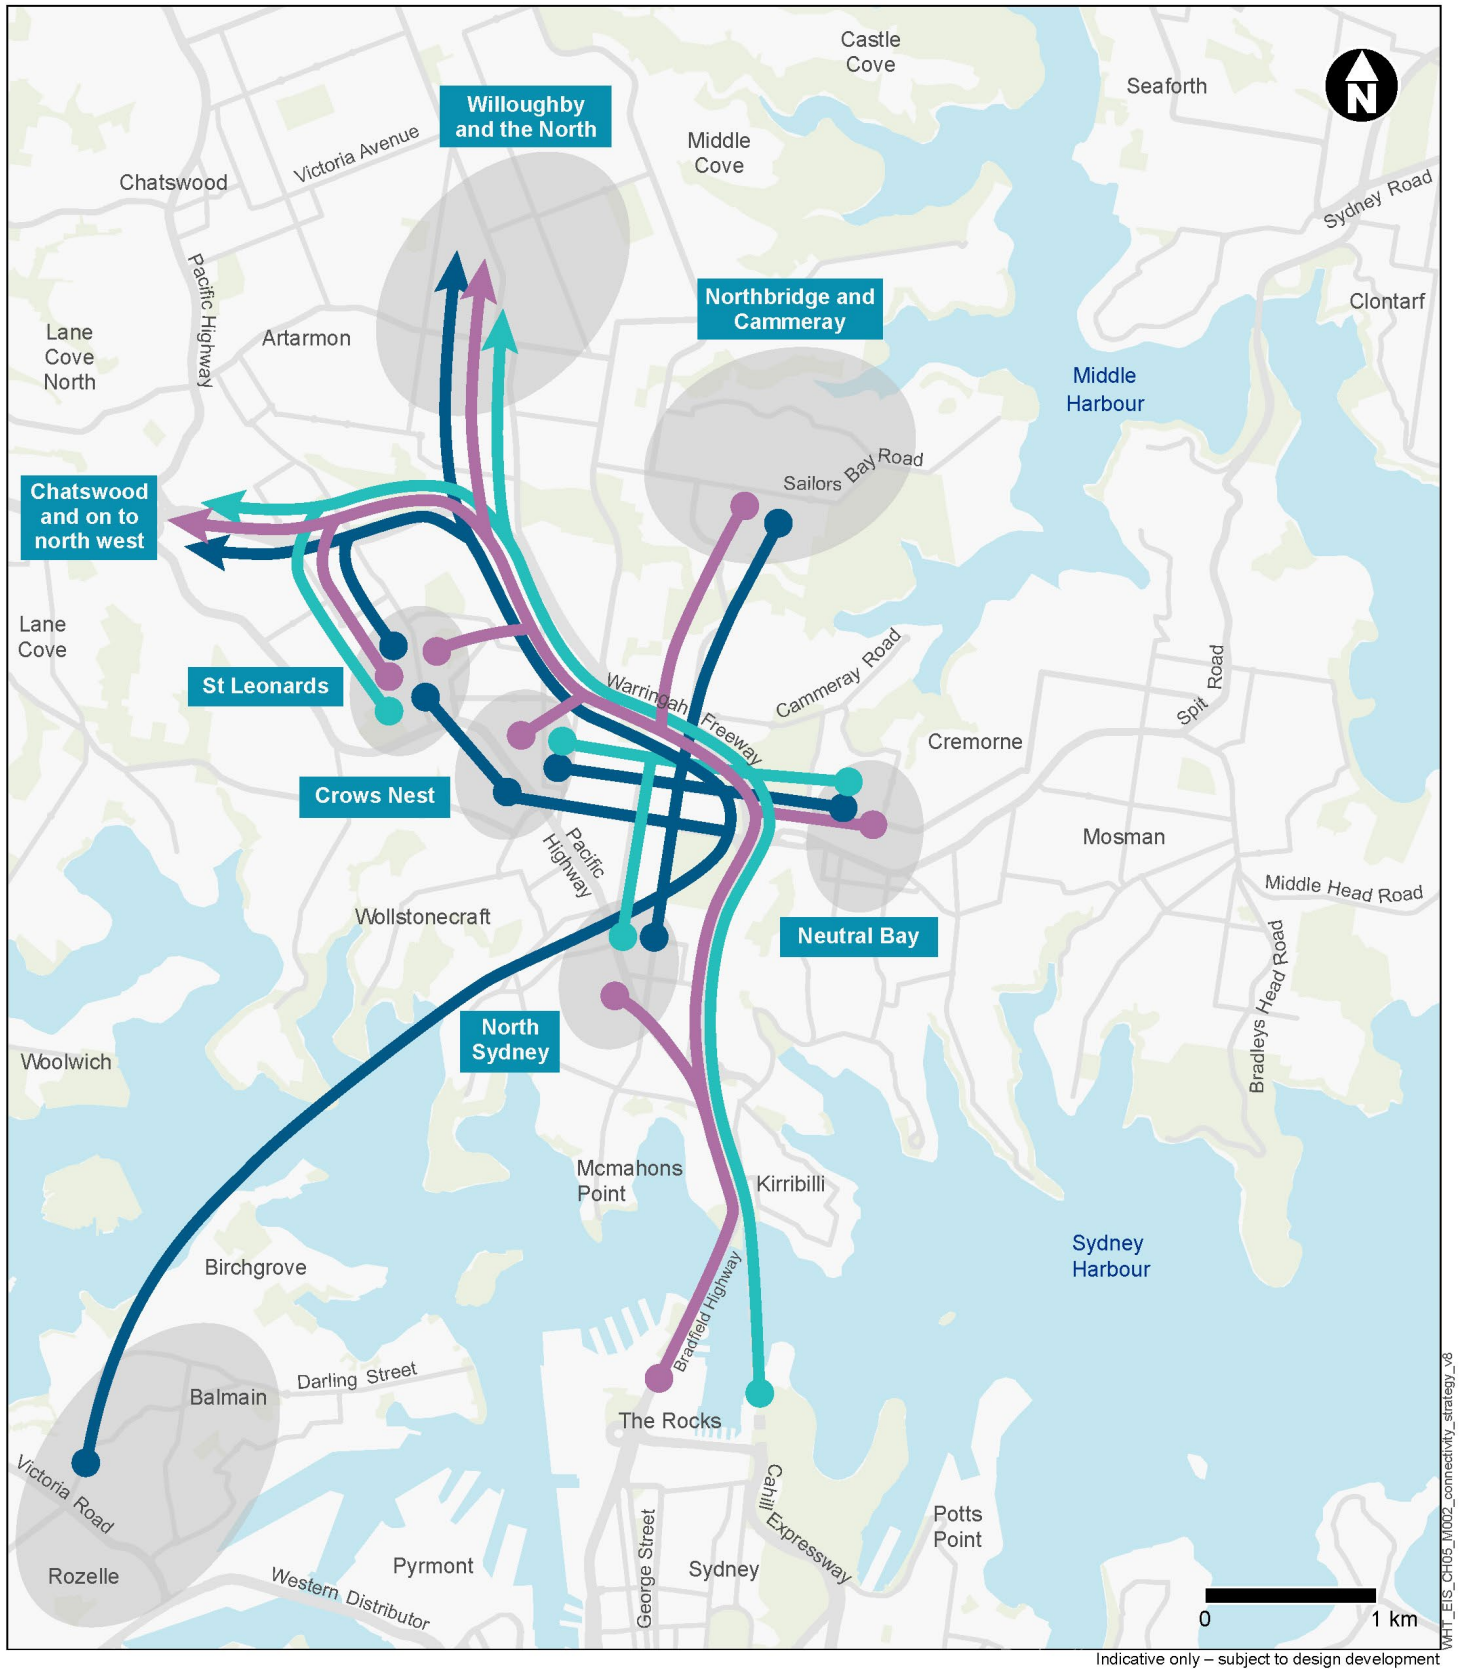 Castle
Cove
Seaforth
N
Willoughby
and the North
Victoria Avenue
Middle
Cove
Chatswood
Sydney Road
Pacific Highway
Northbridge and
Cammeray
Clontarf
Lane
Cove
North
Artarmon
Middle
Harbour
Sailors Bay Road
Chatswood
and on to
north west
Lane
Cove
Cammeray Road
Spit Road
St Leonards
Warringah Freeway
Cremorne
Crows Nest
Pacific
Highway
Mosman
Middle Head Road
Wollstonecraft
Neutral Bay
Bradleys Head Road
North
Sydney
Woolwich
Mcmahons
Point
Kirribilli
Sydney
Harbour
Birchgrove
Bradfield Highway
Balmain
Darling Street
The Rocks
Victoria Road
Cahill Expressway
Potts
Point
George Street
Sydney
Pyrmont
Rozelle
Western Distributor
0
1 km
WHT_EIS_CH05_M002_connectivity_strategy_v8
Indicative only – subject to design development